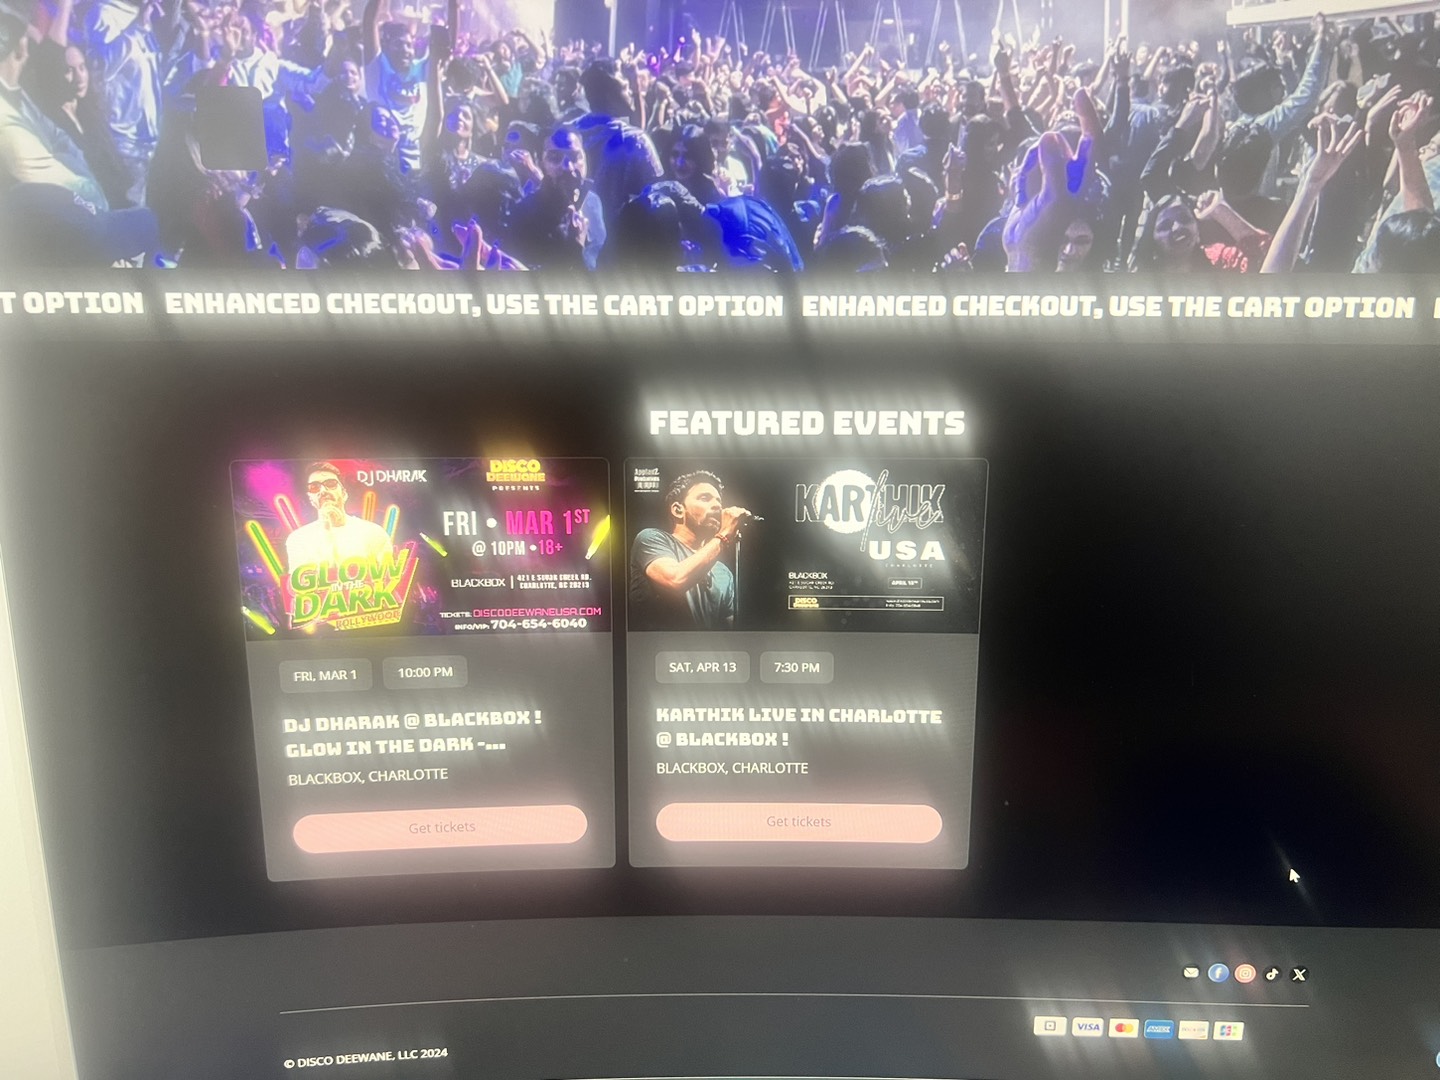 T OPTION ENHANCED CHECKOUT, USE THE CART OPTION ENHANCED CHECKOUT, USE THE CART OPTION
FEATURED EVENTS
DJ DHARAK
DISCO
DEEWANE
PRESENTS
FRI • MAR 1ST
@ 10PM • 18+
BLACKBOX | 421 E SUGAR CREEK RD.
CHARLOTTE, NC 28213
GLOW
IN THE
DARK
BOLLYWOOD
TICKETS: DISCODEEWANEUSA.COM
INFO/VIP: 704-654-6040
KARTHIK
live
USA
CHARLOTTE
BLACKBOX
APRIL 13TH
DISCO
FRI, MAR 1
10:00 PM
DJ DHARAK @ BLACKBOX !
GLOW IN THE DARK -...
BLACKBOX, CHARLOTTE
Get tickets
SAT, APR 13
7:30 PM
KARTHIK LIVE IN CHARLOTTE
@ BLACKBOX !
BLACKBOX, CHARLOTTE
Get tickets
VISA
© DISCO DEEWANE, LLC 2024